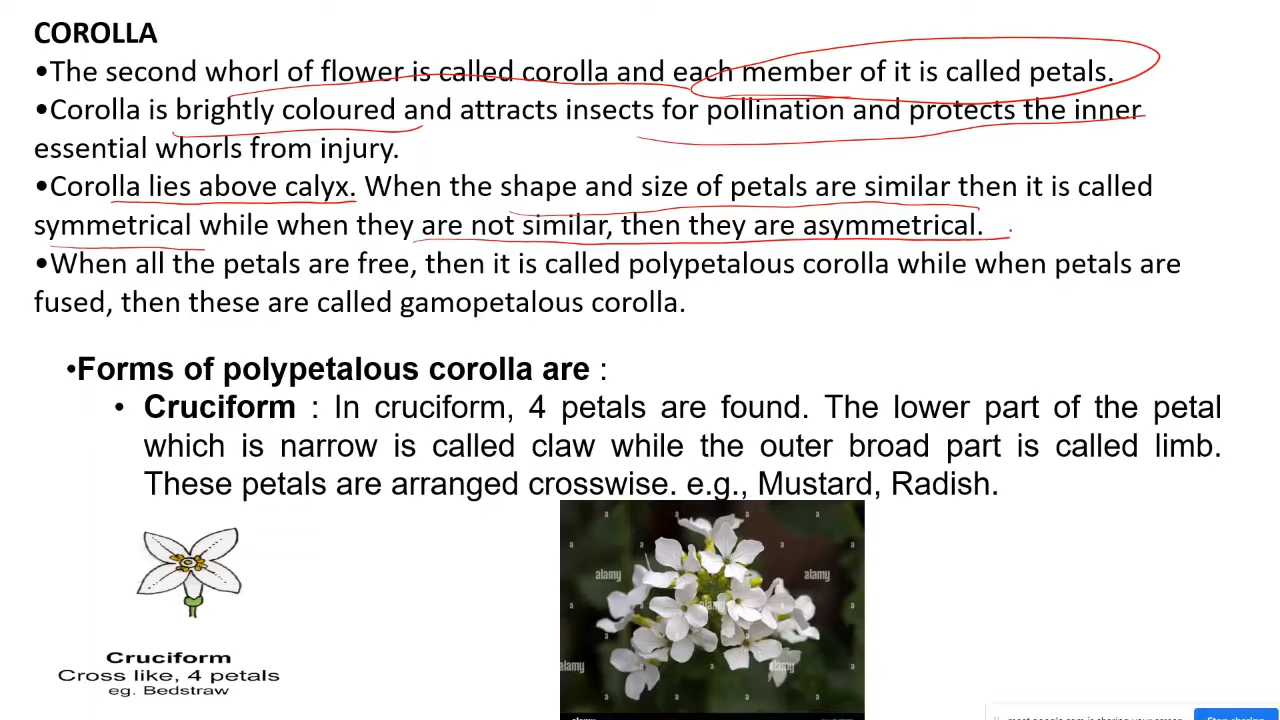 COROLLA
•The second whorl of flower is called corolla and each member of it is called petals.
•Corolla is brightly coloured and attracts insects for pollination and protects the inner
essential whorls from injury.
•Corolla lies above calyx. When the shape and size of petals are similar then it is called
symmetrical while when they are not similar, then they are asymmetrical.
•When all the petals are free, then it is called polypetalous corolla while when petals are
fused, then these are called gamopetalous corolla.
•Forms of polypetalous corolla are :
• Cruciform : In cruciform, 4 petals are found. The lower part of the petal
which is narrow is called claw while the outer broad part is called limb.
These petals are arranged crosswise. e.g., Mustard, Radish.
a a a a
a a a a a
alamy alamy
a alamy a
a a a a
alamy a
a a a a
Cruciform
Cross like, 4 petals
eg. Bedstraw